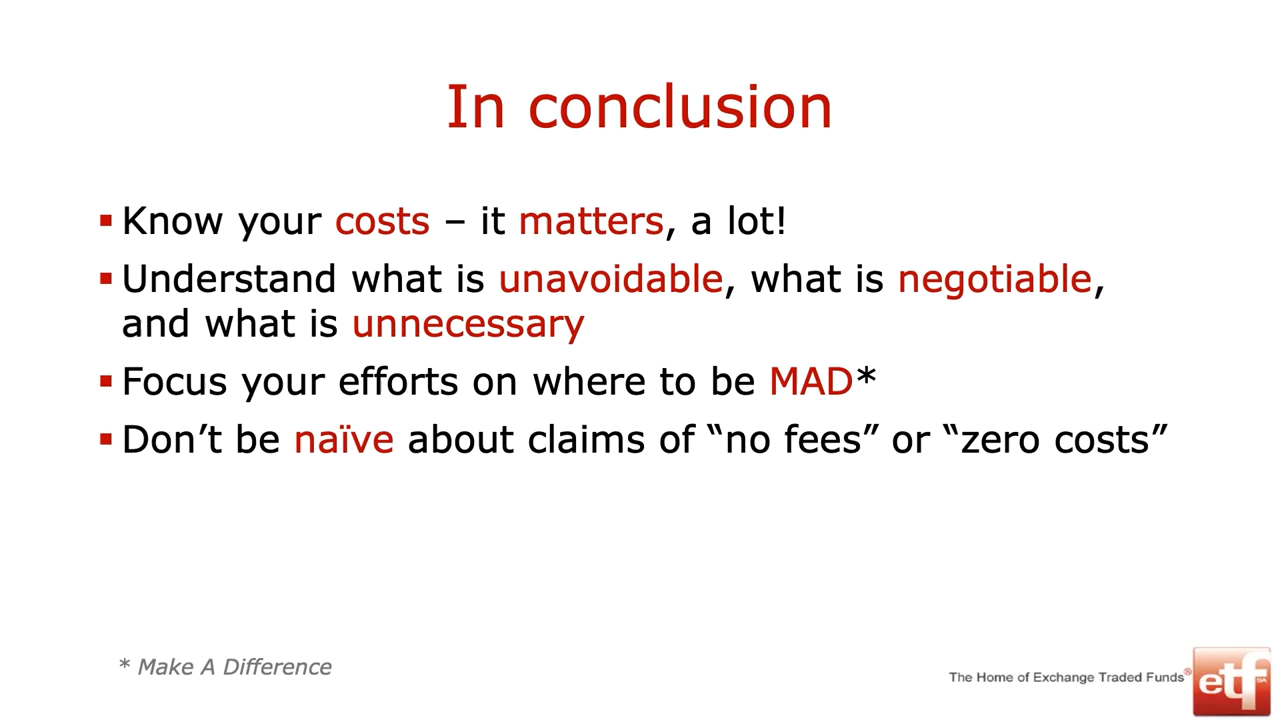 In conclusion
▪ Know your costs – it matters, a lot!
▪ Understand what is unavoidable, what is negotiable,
and what is unnecessary
▪ Focus your efforts on where to be MAD*
▪ Don’t be naïve about claims of “no fees” or “zero costs”
* Make A Difference
The Home of Exchange Traded Funds®
etfSA